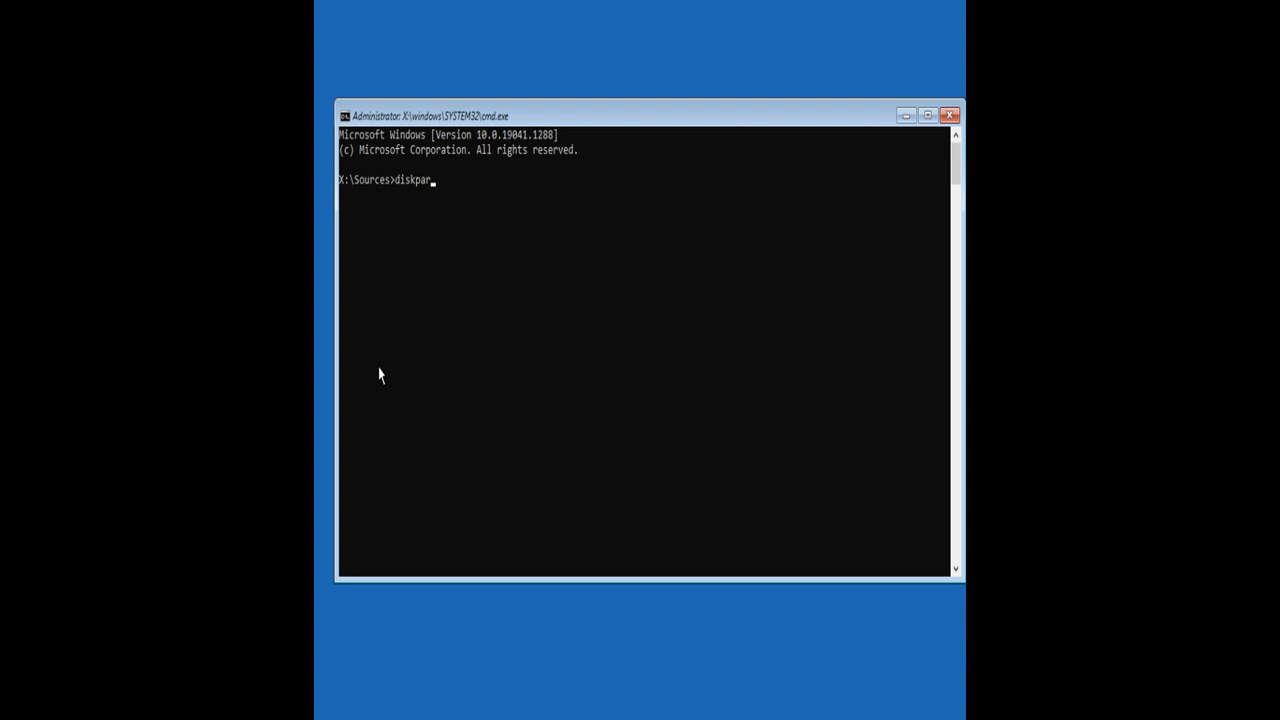 Administrator: X:\windows\SYSTEM32\cmd.exe
Microsoft Windows [Version 10.0.19041.1288]
(c) Microsoft Corporation. All rights reserved.
X:\Sources>diskpar